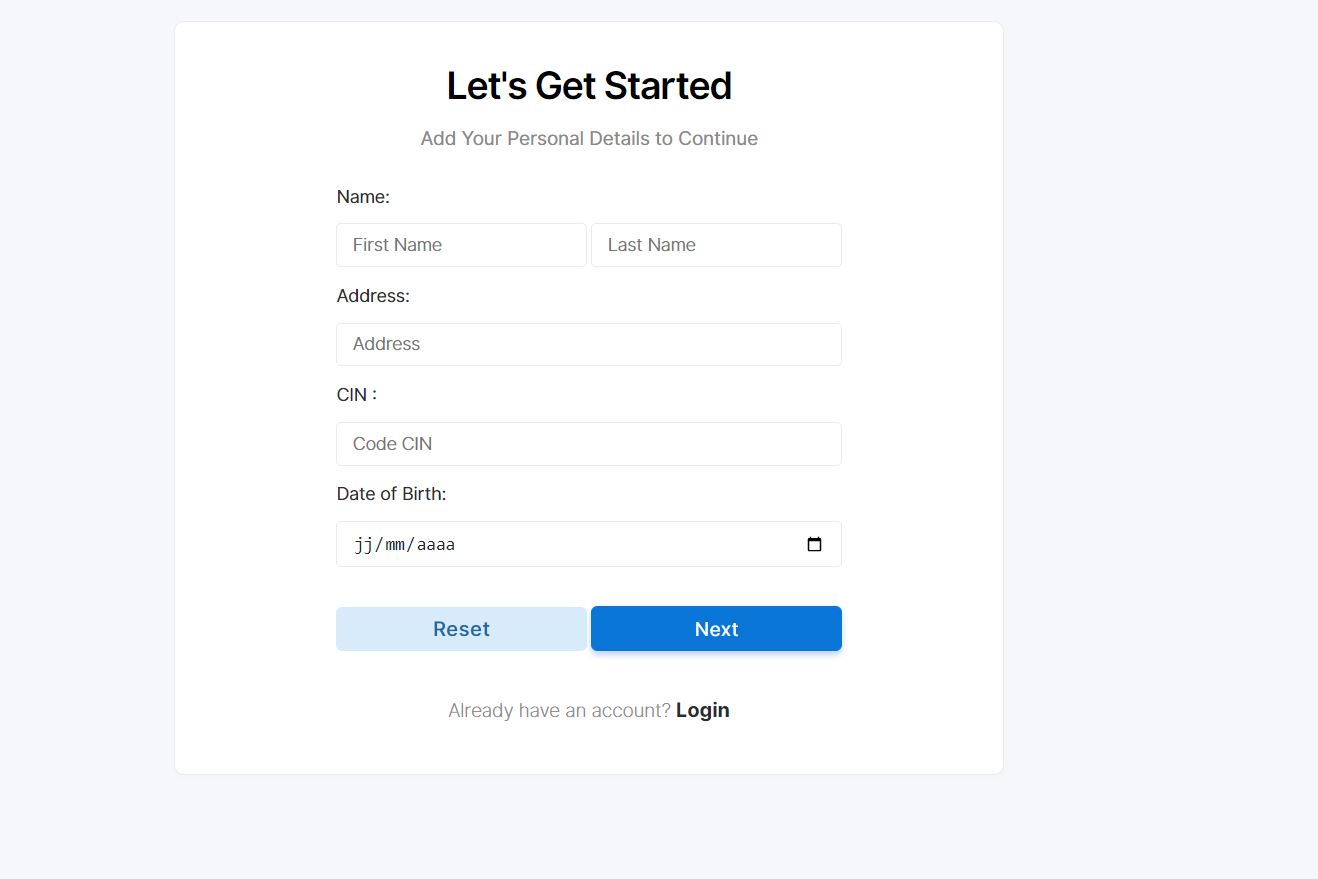 Let's Get Started
Add Your Personal Details to Continue
Name:
First Name Last Name
Address:
Address
CIN :
Code CIN
Date of Birth:
jj/mm/aaaa
Reset Next
Already have an account? Login